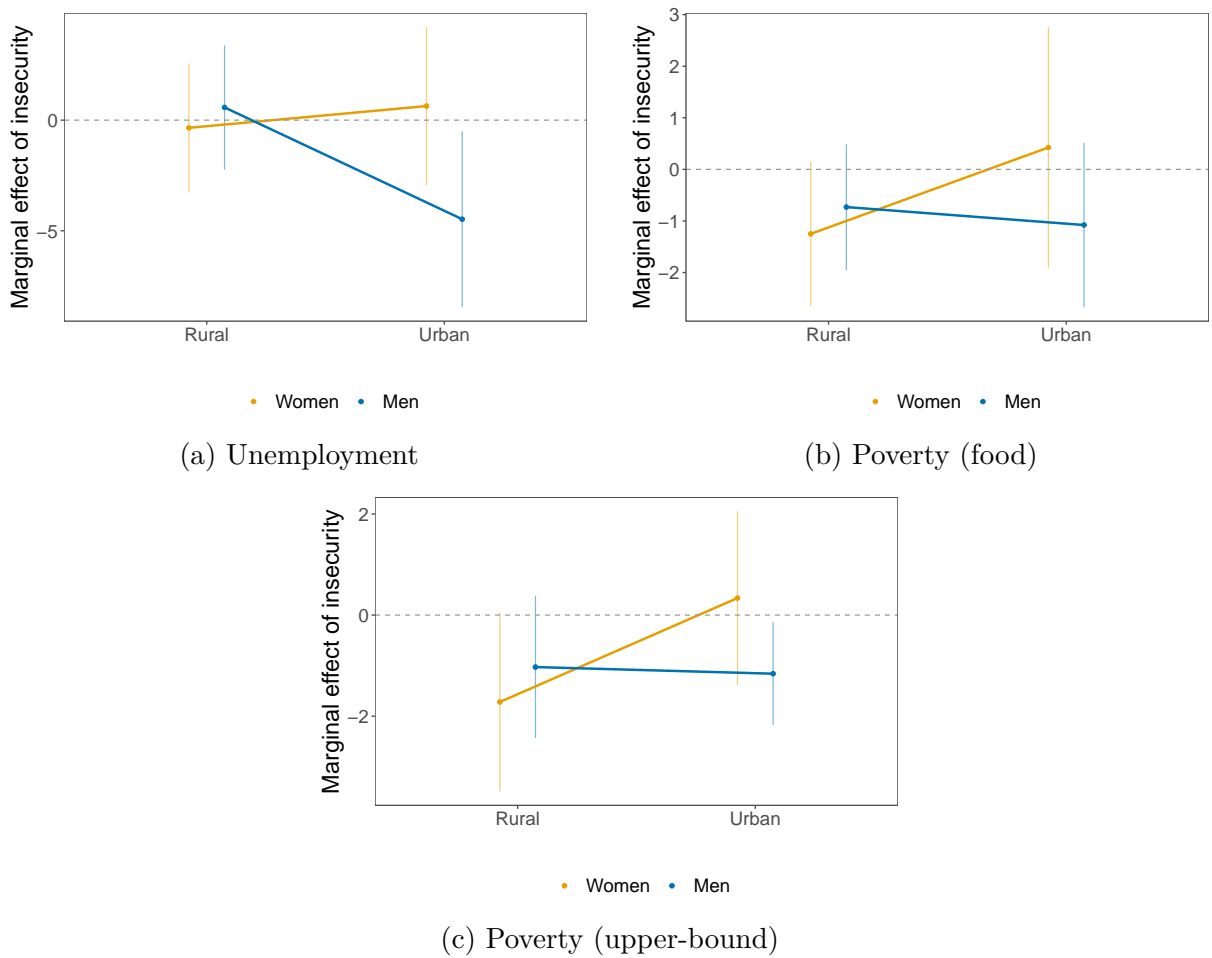 Marginal effect of insecurity
0
−5
Rural Urban
Women Men
(a) Unemployment
Marginal effect of insecurity
3
2
1
0
−1
−2
Rural Urban
Women Men
(b) Poverty (food)
Marginal effect of insecurity
2
0
−2
Rural Urban
Women Men
(c) Poverty (upper-bound)